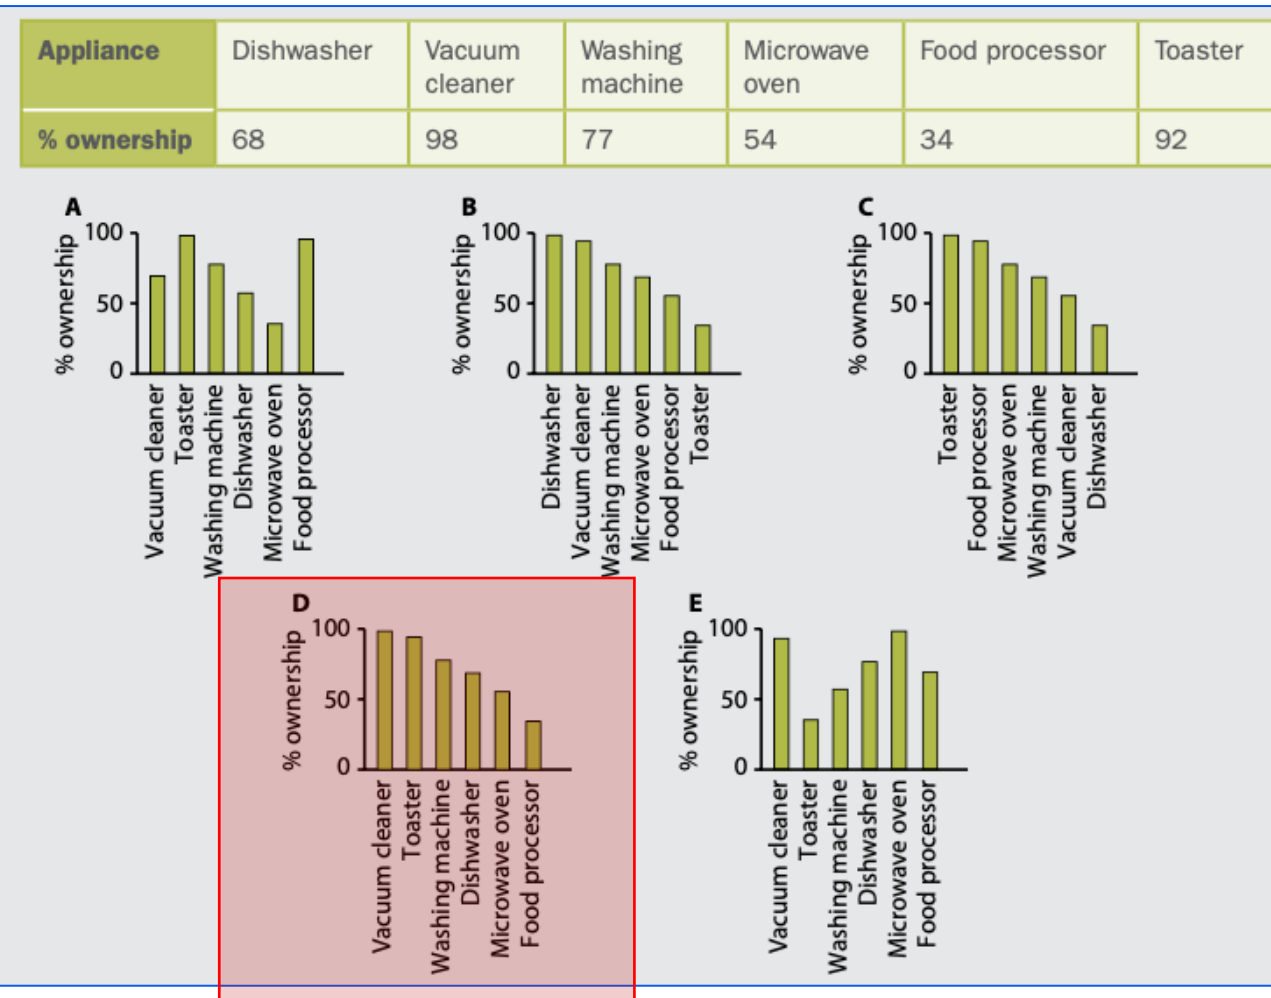 Appliance Dishwasher Vacuum cleaner Washing machine Microwave oven Food processor Toaster
% ownership 68 98 77 54 34 92
A
% ownership
100
50
0
Vacuum cleaner
Toaster
Washing machine
Dishwasher
Microwave oven
Food processor
B
% ownership
100
50
0
Dishwasher
Vacuum cleaner
Washing machine
Microwave oven
Food processor
Toaster
C
% ownership
100
50
0
Toaster
Food processor
Microwave oven
Washing machine
Vacuum cleaner
Dishwasher
D
% ownership
100
50
0
Vacuum cleaner
Toaster
Washing machine
Dishwasher
Microwave oven
Food processor
E
% ownership
100
50
0
Vacuum cleaner
Toaster
Washing machine
Dishwasher
Microwave oven
Food processor